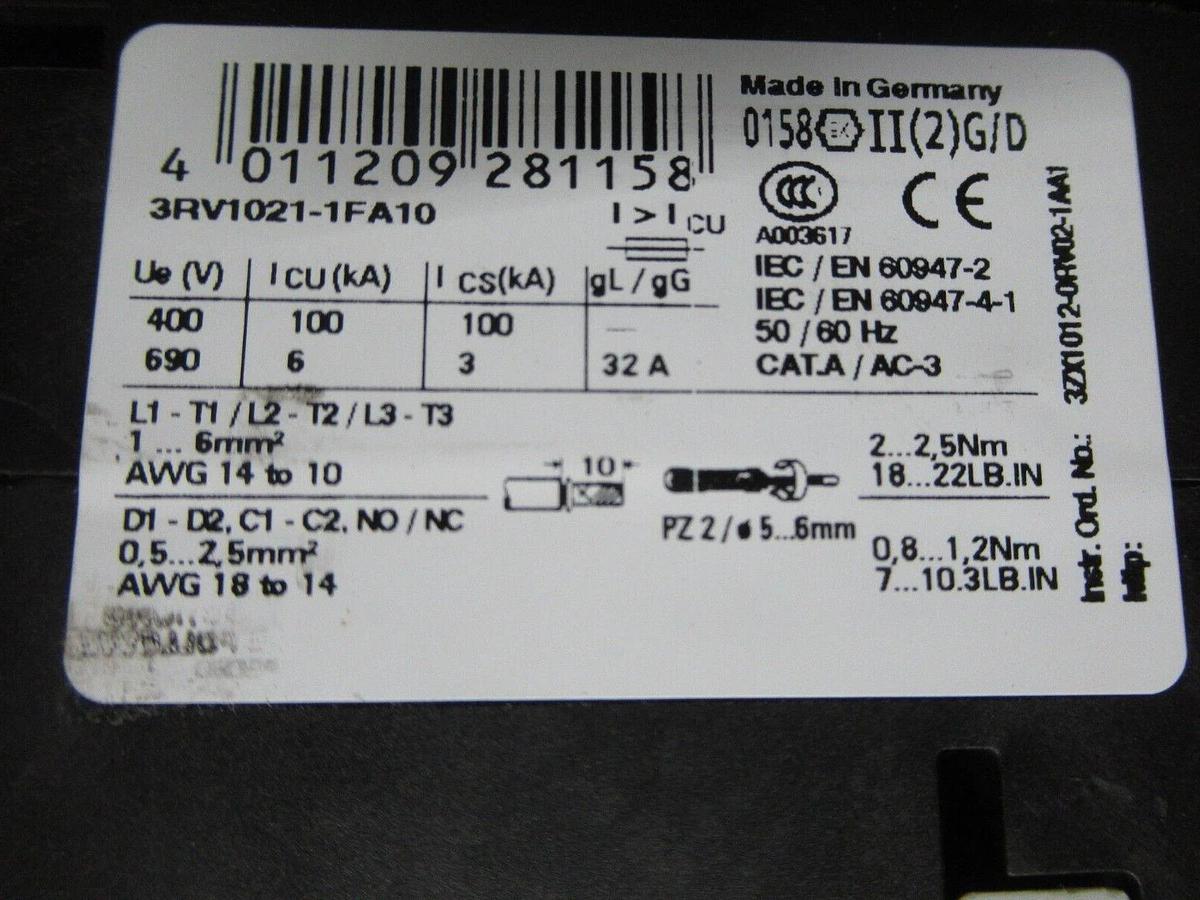 4 011209 281158
3RV1021-1FA10
I > I CU
Ue (V) I CU (kA) I CS(kA) gL / gG
400 100 100 —
690 6 3 32 A
Made in Germany
0158 Ex II(2)G/D
CCC CE
A003617
IEC / EN 60947-2
IEC / EN 60947-4-1
50 / 60 Hz
CAT.A / AC-3
L1 - T1 / L2 - T2 / L3 - T3
1 ... 6mm²
AWG 14 to 10
D1 - D2, C1 - C2, NO / NC
0,5...2,5mm²
AWG 18 to 14
10
PZ 2 / ø 5...6mm
2...2,5Nm
18...22LB.IN
0,8...1,2Nm
7...10.3LB.IN
Instr. Ord. No.: 3ZX1012-0RV02-1AA1
http: